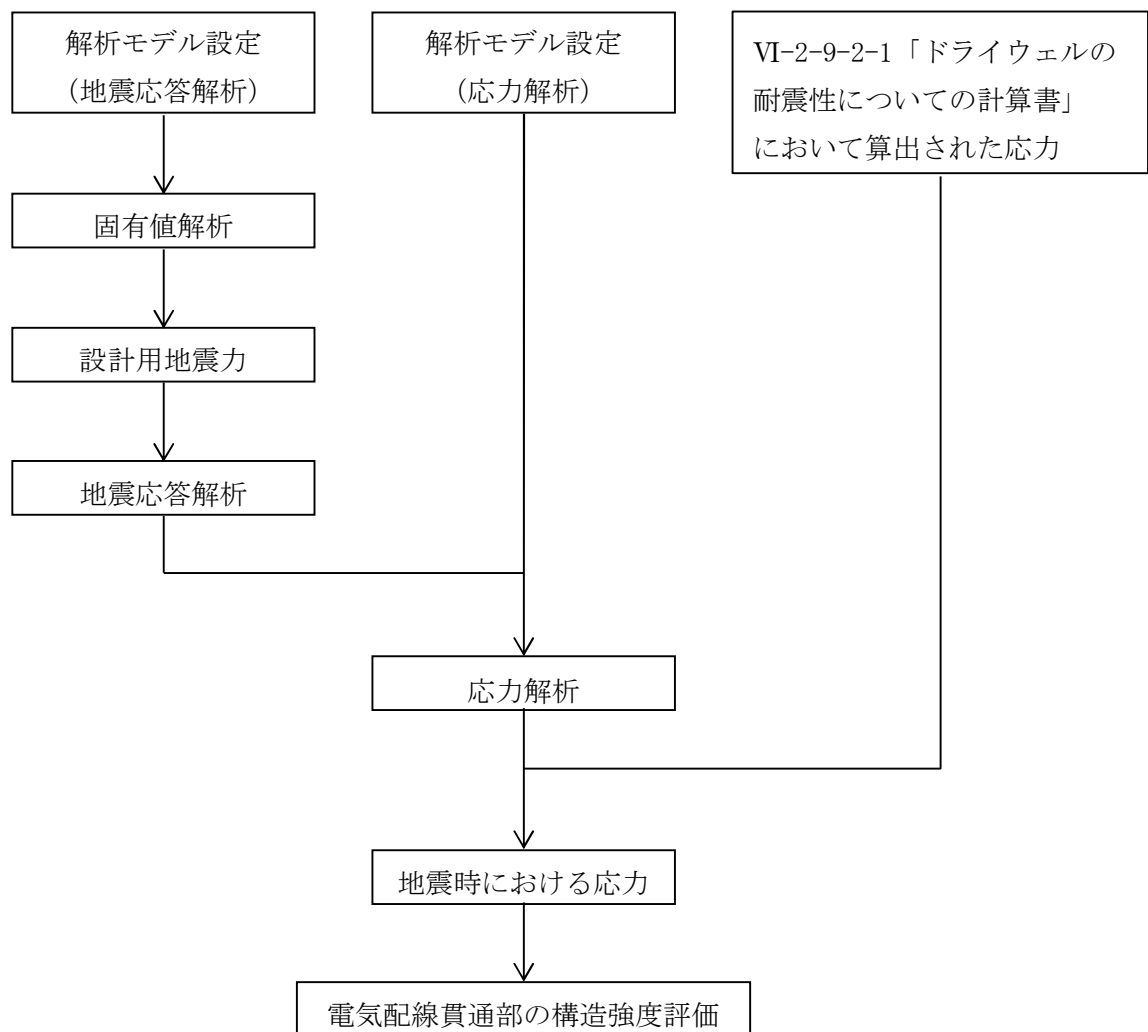 解析モデル設定
(地震応答解析)
解析モデル設定
(応力解析)
Ⅵ-2-9-2-1「ドライウェルの
耐震性についての計算書」
において算出された応力
固有値解析
設計用地震力
地震応答解析
応力解析
地震時における応力
電気配線貫通部の構造強度評価